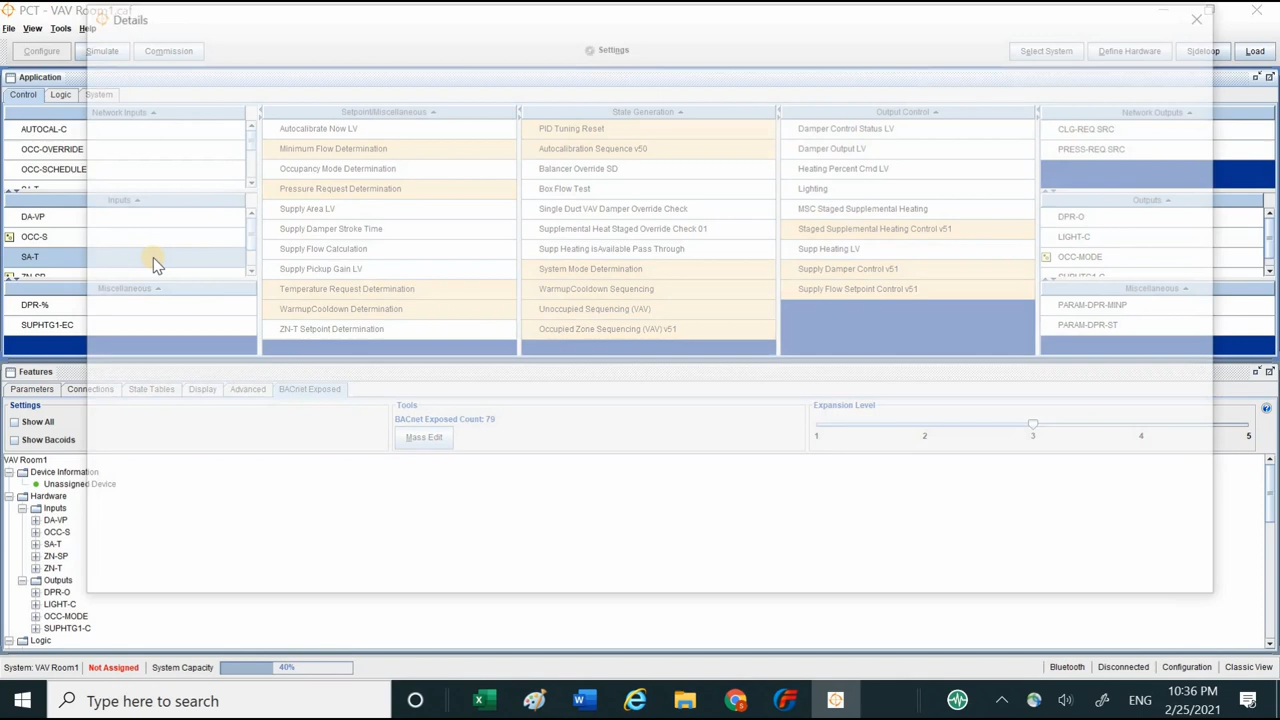 PCT - VAV Room1.caf
Details
File View Tools Help
Configure Simulate Commission Settings Select System Define Hardware Sideloop Load
Application
Control Logic System
Network Inputs
AUTOCAL-C
OCC-OVERRIDE
OCC-SCHEDULE
SA-T
Inputs
DA-VP
OCC-S
SA-T
ZN-SP
Miscellaneous
DPR-%
SUPHTG1-EC
Setpoint/Miscellaneous
Autocalibrate Now LV
Minimum Flow Determination
Occupancy Mode Determination
Pressure Request Determination
Supply Area LV
Supply Damper Stroke Time
Supply Flow Calculation
Supply Pickup Gain LV
Temperature Request Determination
WarmupCooldown Determination
ZN-T Setpoint Determination
State Generation
PID Tuning Reset
Autocalibration Sequence v50
Balancer Override SD
Box Flow Test
Single Duct VAV Damper Override Check
Supplemental Heat Staged Override Check 01
Supp Heating isAvailable Pass Through
System Mode Determination
WarmupCooldown Sequencing
Unoccupied Sequencing (VAV)
Occupied Zone Sequencing (VAV) v51
Output Control
Damper Control Status LV
Damper Output LV
Heating Percent Cmd LV
Lighting
MSC Staged Supplemental Heating
Staged Supplemental Heating Control v51
Supp Heating LV
Supply Damper Control v51
Supply Flow Setpoint Control v51
Network Outputs
CLG-REQ SRC
PRESS-REQ SRC
Outputs
DPR-O
LIGHT-C
OCC-MODE
SUPHTG1-C
Miscellaneous
PARAM-DPR-MINP
PARAM-DPR-ST
Features
Parameters Connections State Tables Display Advanced BACnet Exposed
Settings
Show All
Show Bacoids
Tools
BACnet Exposed Count: 79
Mass Edit
Expansion Level
1 2 3 4 5
VAV Room1
Device Information
Unassigned Device
Hardware
Inputs
DA-VP
OCC-S
SA-T
ZN-SP
ZN-T
Outputs
DPR-O
LIGHT-C
OCC-MODE
SUPHTG1-C
Logic
System: VAV Room1 Not Assigned System Capacity 40% Bluetooth Disconnected Configuration Classic View
Type here to search
ENG
10:36 PM
2/25/2021